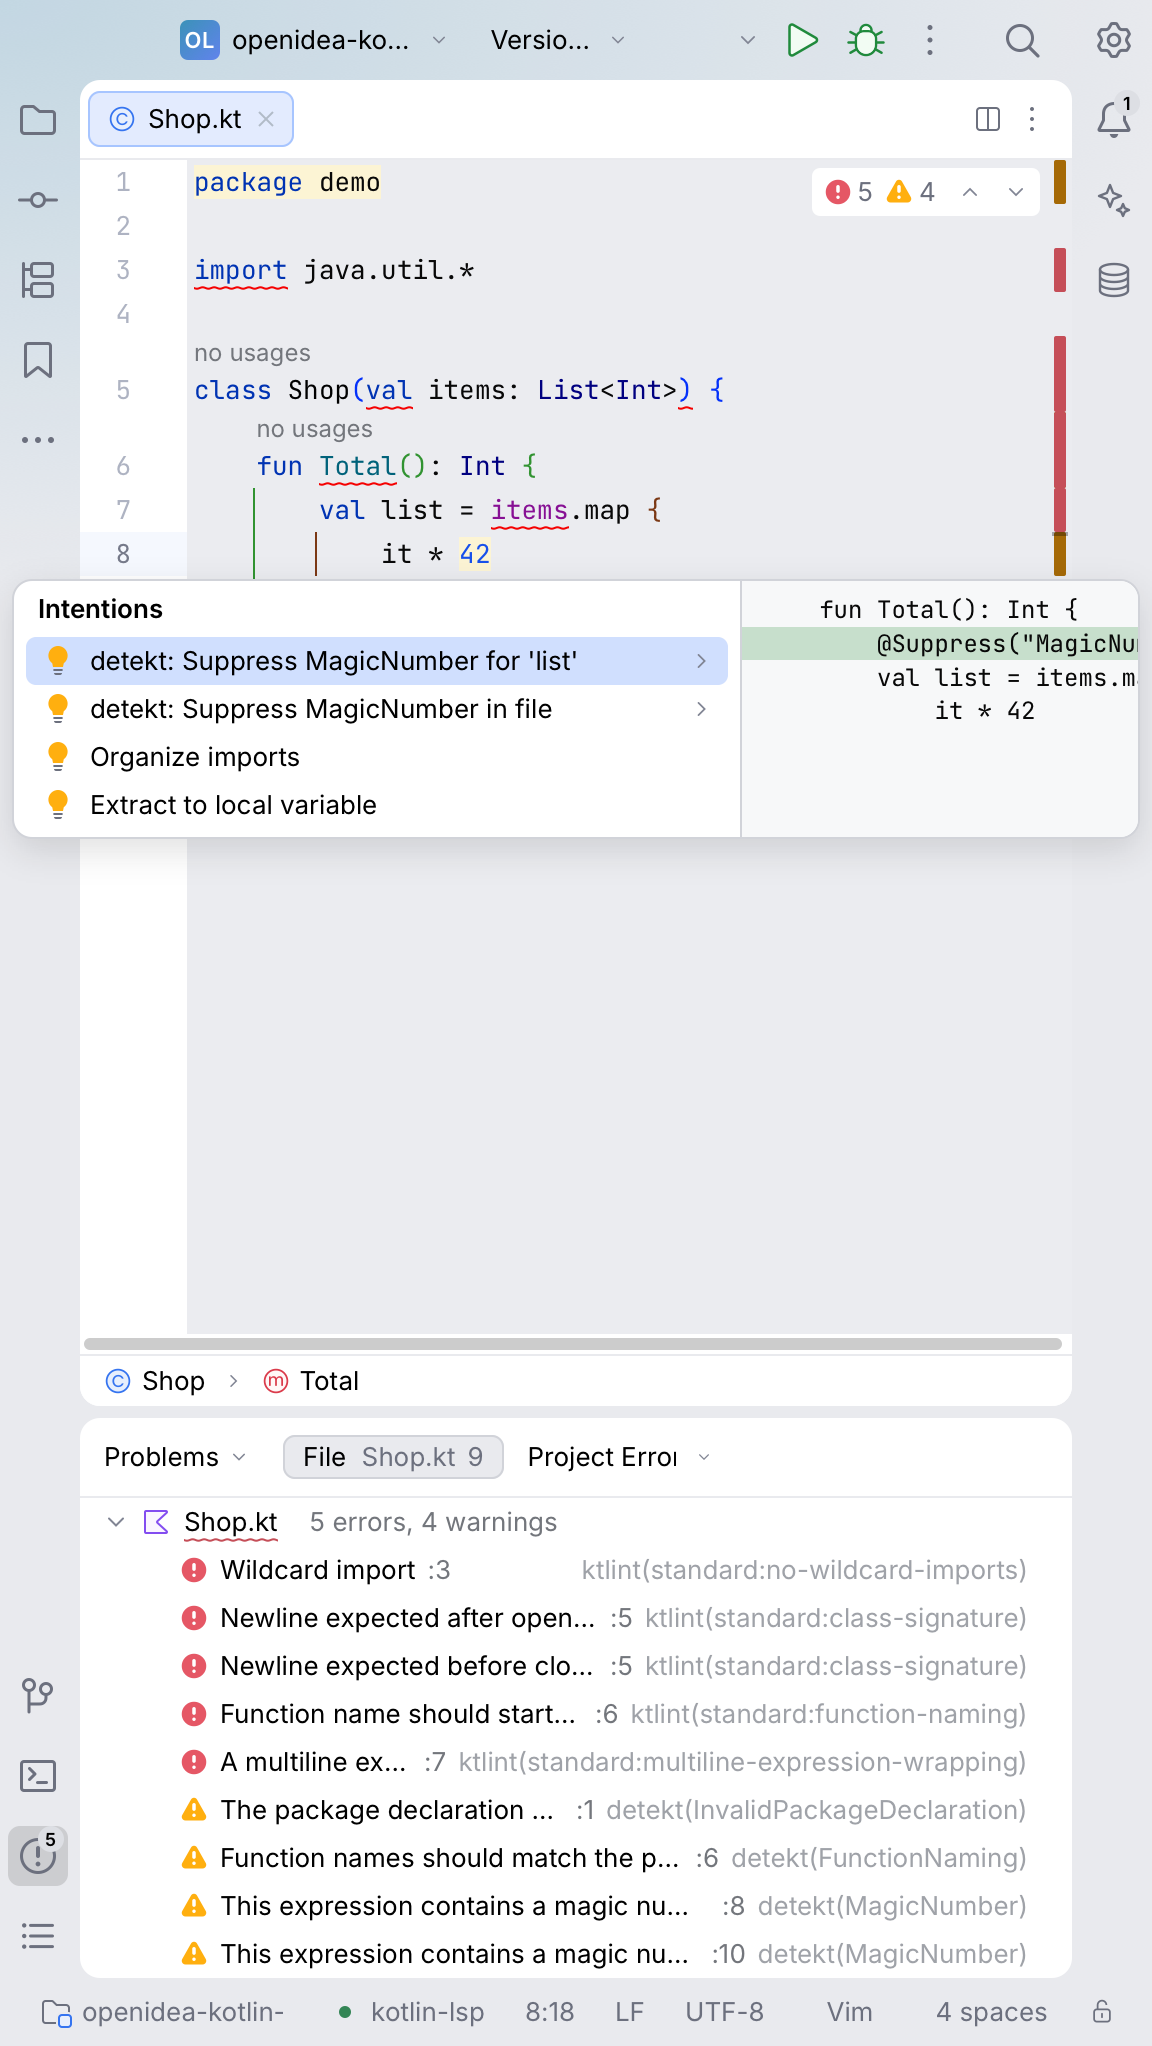 OL openidea-ko... Versio...
Shop.kt
1
1 package demo
5 4
2
3 import java.util.*
4
no usages
5 class Shop(val items: List<Int>) {
no usages
6 fun Total(): Int {
7 val list = items.map {
8 it * 42
Intentions
detekt: Suppress MagicNumber for 'list'
detekt: Suppress MagicNumber in file
Organize imports
Extract to local variable
fun Total(): Int {
@Suppress("MagicNu
val list = items.m
it * 42
Shop > Total
Problems File Shop.kt 9 Project Error
Shop.kt 5 errors, 4 warnings
Wildcard import :3 ktlint(standard:no-wildcard-imports)
Newline expected after open... :5 ktlint(standard:class-signature)
Newline expected before clo... :5 ktlint(standard:class-signature)
Function name should start... :6 ktlint(standard:function-naming)
A multiline ex... :7 ktlint(standard:multiline-expression-wrapping)
The package declaration ... :1 detekt(InvalidPackageDeclaration)
Function names should match the p... :6 detekt(FunctionNaming)
This expression contains a magic nu... :8 detekt(MagicNumber)
This expression contains a magic nu... :10 detekt(MagicNumber)
5
openidea-kotlin- kotlin-lsp 8:18 LF UTF-8 Vim 4 spaces